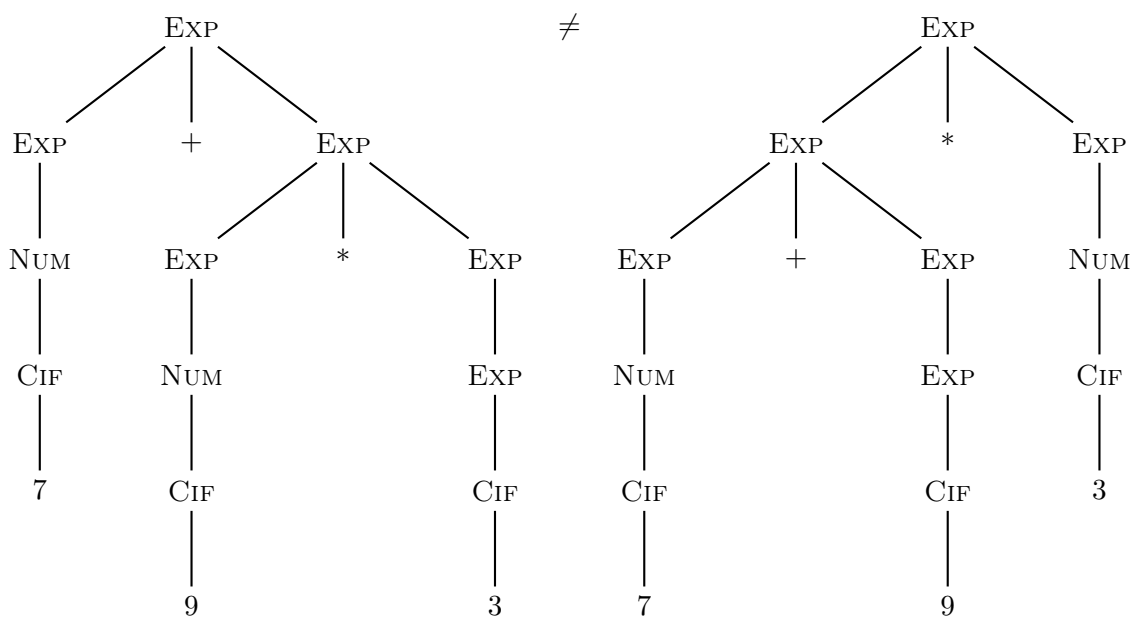 EXP ≠ EXP
EXP + EXP EXP * EXP
NUM EXP * EXP EXP + EXP NUM
CIF NUM EXP NUM EXP CIF
7 CIF CIF CIF CIF 3
9 3 7 9